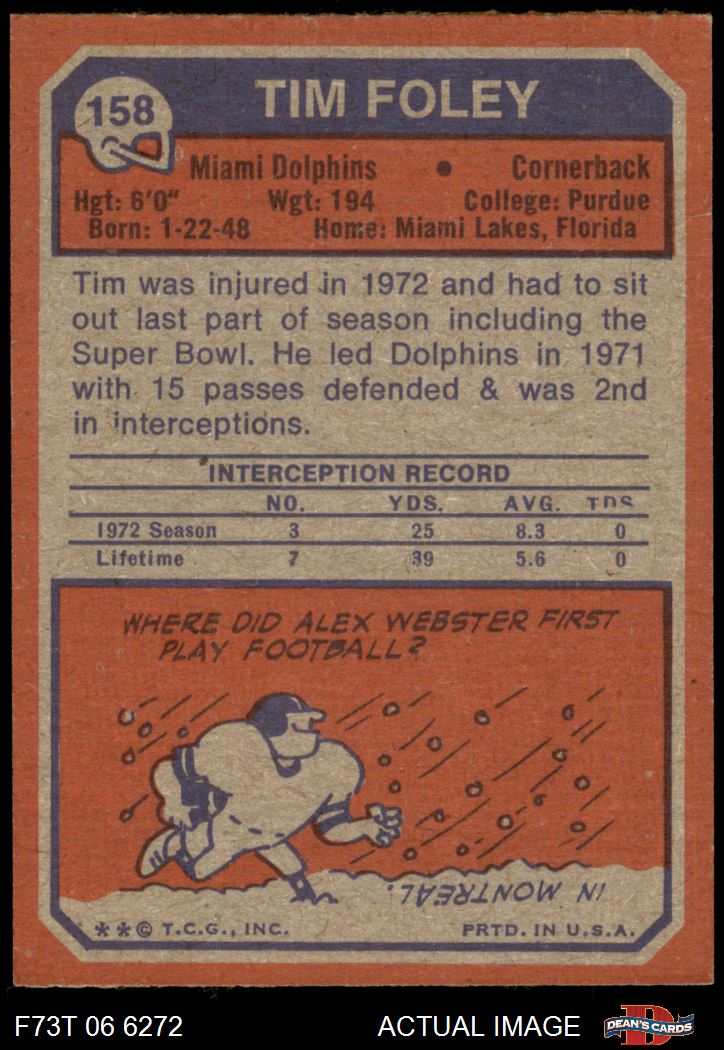 158
TIM FOLEY
Miami Dolphins • Cornerback
Hgt: 6'0" Wgt: 194 College: Purdue
Born: 1-22-48 Home: Miami Lakes, Florida
Tim was injured in 1972 and had to sit
out last part of season including the
Super Bowl. He led Dolphins in 1971
with 15 passes defended & was 2nd
in interceptions.
INTERCEPTION RECORD
NO. YDS. AVG. TDS
1972 Season 3 25 8.3 0
Lifetime 7 39 5.6 0
WHERE DID ALEX WEBSTER FIRST
PLAY FOOTBALL?
IN MONTREAL.
**© T.C.G., INC. PRTD. IN U.S.A.
F73T 06 6272 ACTUAL IMAGE
D
DEAN'S CARDS